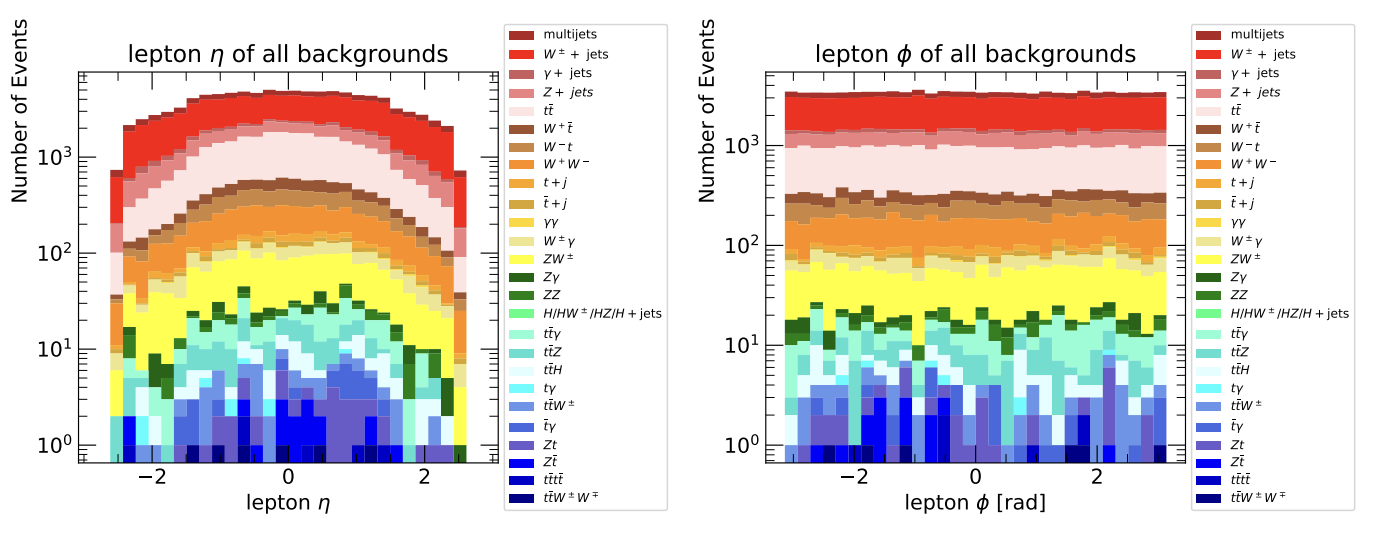 lepton η of all backgrounds
Number of Events
10³
10²
10¹
10⁰
−2
0
2
lepton η
multijets
W± + jets
γ + jets
Z + jets
tt̄
W⁺t̄
W⁻t
W⁺W⁻
t + j
t̄ + j
γγ
W±γ
ZW±
Zγ
ZZ
H/HW±/HZ/H + jets
tt̄γ
tt̄Z
tt̄H
tγ
tt̄W±
t̄γ
Zt
Zt̄
tt̄tt̄
tt̄W±W∓
lepton ϕ of all backgrounds
Number of Events
10³
10²
10¹
10⁰
−2
0
2
lepton ϕ [rad]
multijets
W± + jets
γ + jets
Z + jets
tt̄
W⁺t̄
W⁻t
W⁺W⁻
t + j
t̄ + j
γγ
W±γ
ZW±
Zγ
ZZ
H/HW±/HZ/H + jets
tt̄γ
tt̄Z
tt̄H
tγ
tt̄W±
t̄γ
Zt
Zt̄
tt̄tt̄
tt̄W±W∓